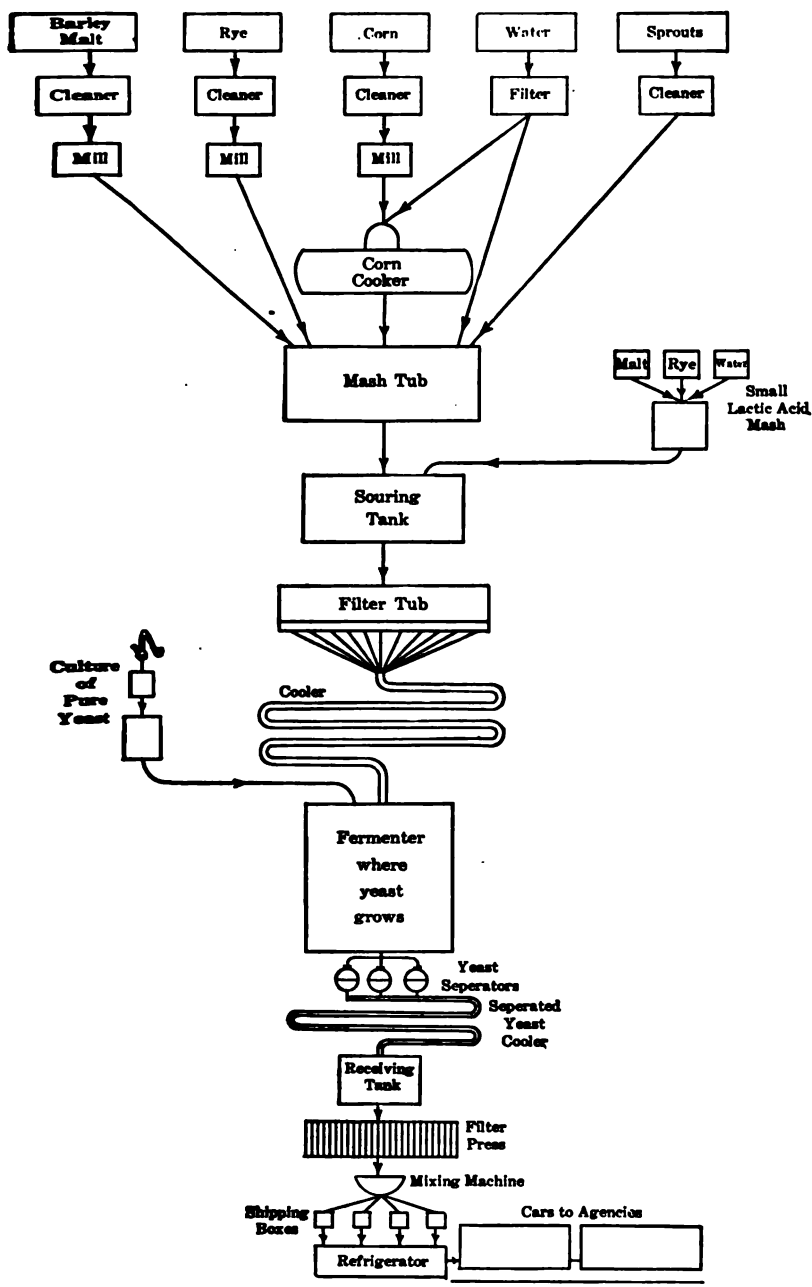 Barley
Malt
Rye
Corn
Water
Sprouts
Cleaner
Cleaner
Cleaner
Filter
Cleaner
Mill
Mill
Mill
Corn
Cooker
Mash Tub
Malt
Rye
Water
Small
Lactic Acid
Mash
Souring
Tank
Filter Tub
Culture
of
Pure
Yeast
Cooler
Fermenter
where
yeast
grows
Yeast
Seperators
Seperated
Yeast
Cooler
Receiving
Tank
Filter
Press
Mixing Machine
Shipping
Boxes
Cars to Agencies
Refrigerator